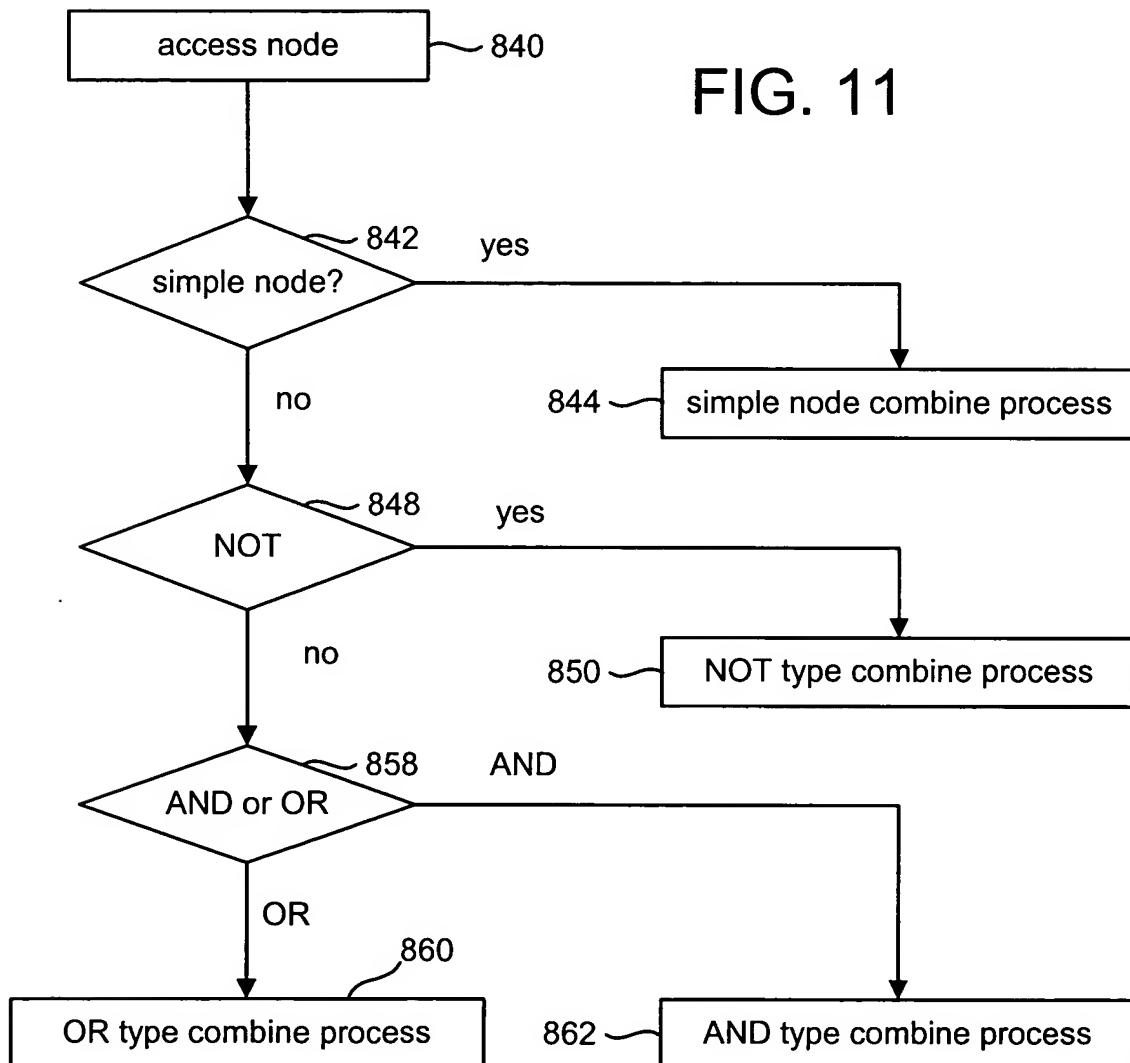 access node
840
FIG. 11
842
yes
simple node?
no
844
simple node combine process
848
yes
NOT
no
850
NOT type combine process
858
AND
AND or OR
OR
860
OR type combine process
862
AND type combine process